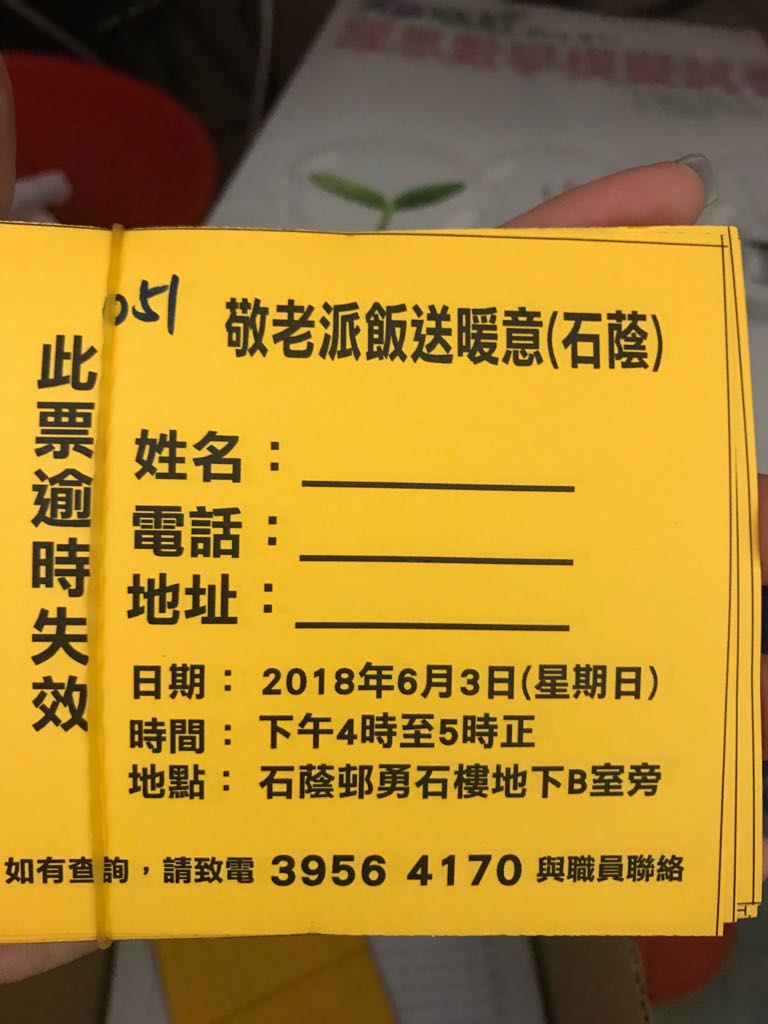 051
敬老派飯送暖意(石蔭)
此票逾時失效
姓名：
電話：
地址：
日期： 2018年6月3日(星期日)
時間： 下午4時至5時正
地點： 石蔭邨勇石樓地下B室旁
如有查詢，請致電 3956 4170 與職員聯絡